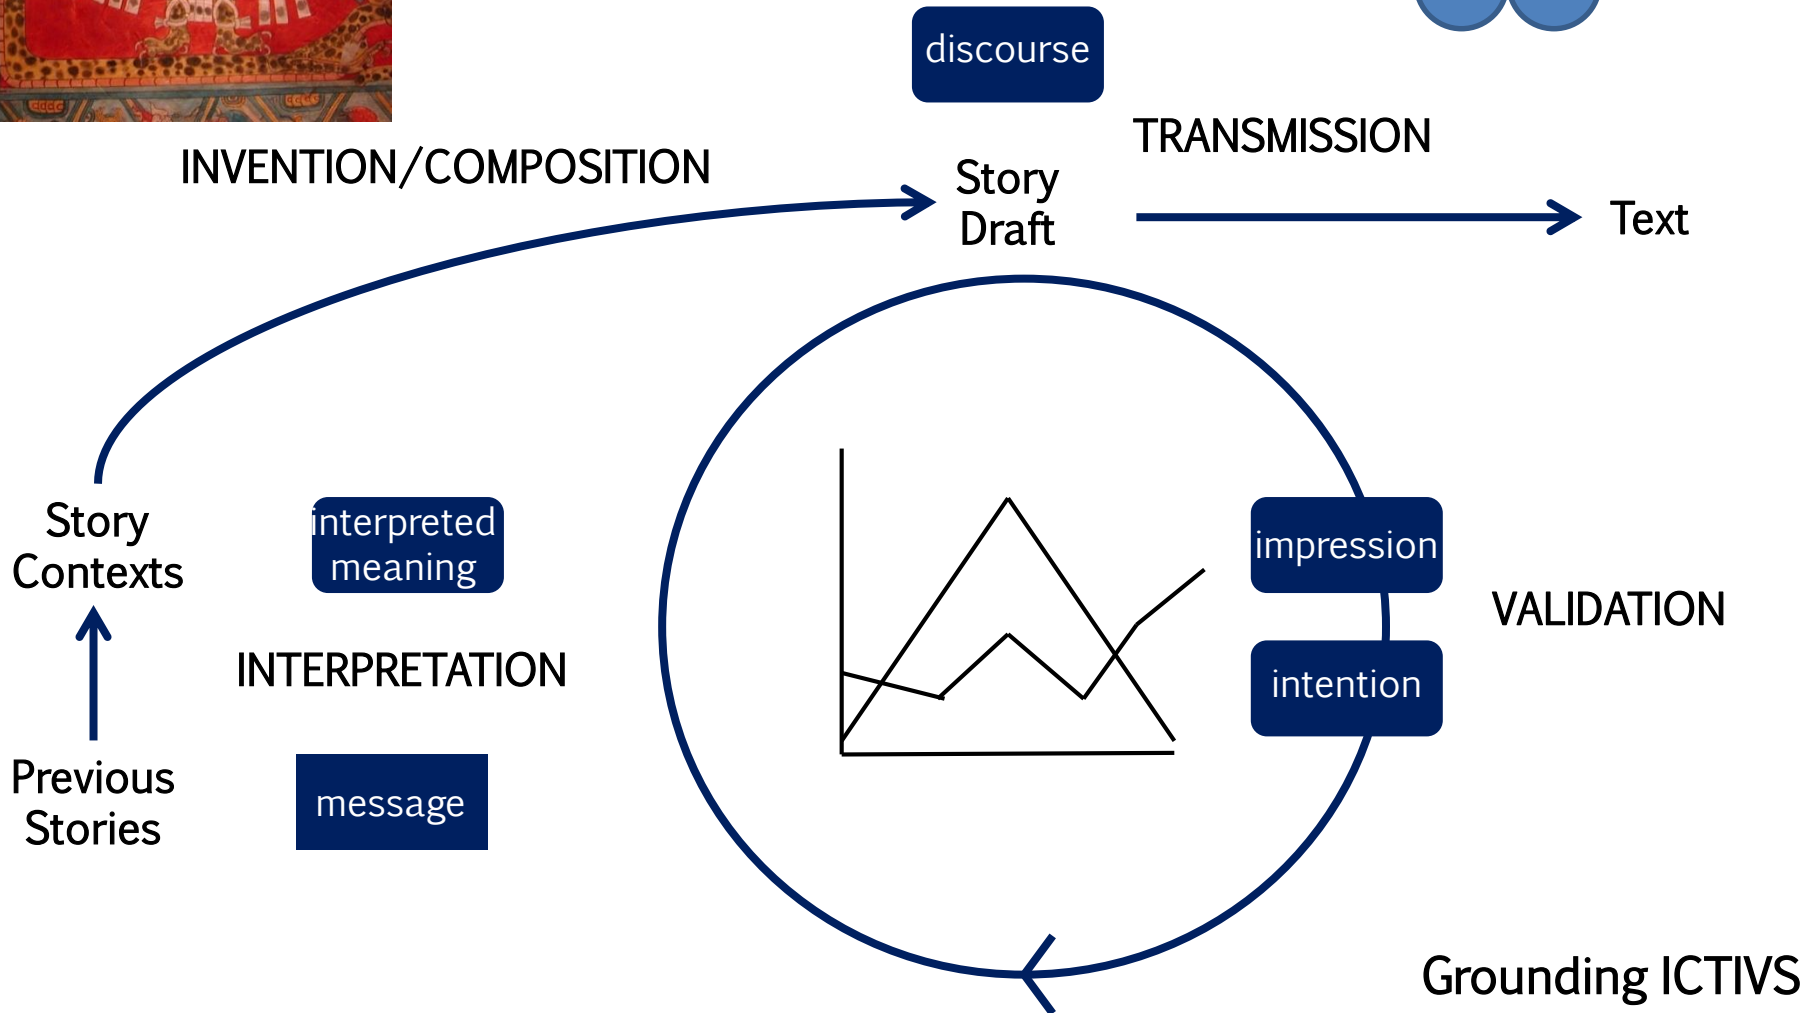 discourse
TRANSMISSION
INVENTION/COMPOSITION
Story
Draft
Text
Story
Contexts
interpreted
meaning
impression
VALIDATION
INTERPRETATION
intention
Previous
Stories
message
Grounding ICTIVS